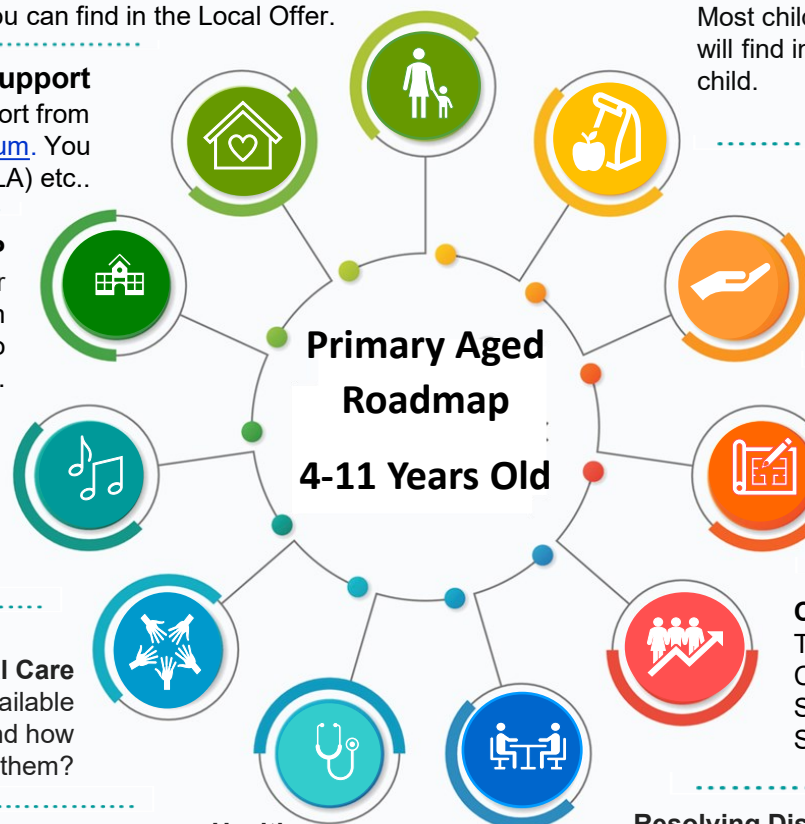 ou can find in the Local Offer.
Most child
will find in
child.
upport
ort from
um. You
LA) etc..
?
r
n
o
.
Primary Aged
Roadmap
4-11 Years Old
l Care
ailable
nd how
them?
C
T
C
S
S
Resolving Dis